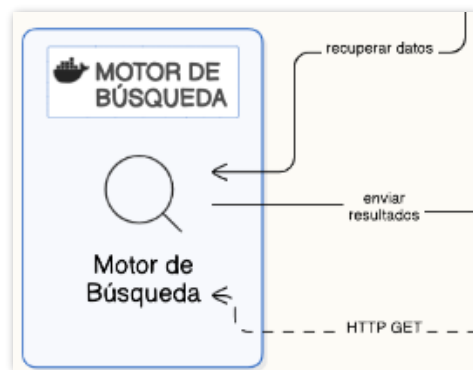 recuperar datos
MOTOR DE
BÚSQUEDA
enviar
resultados
Motor de
Búsqueda
HTTP GET